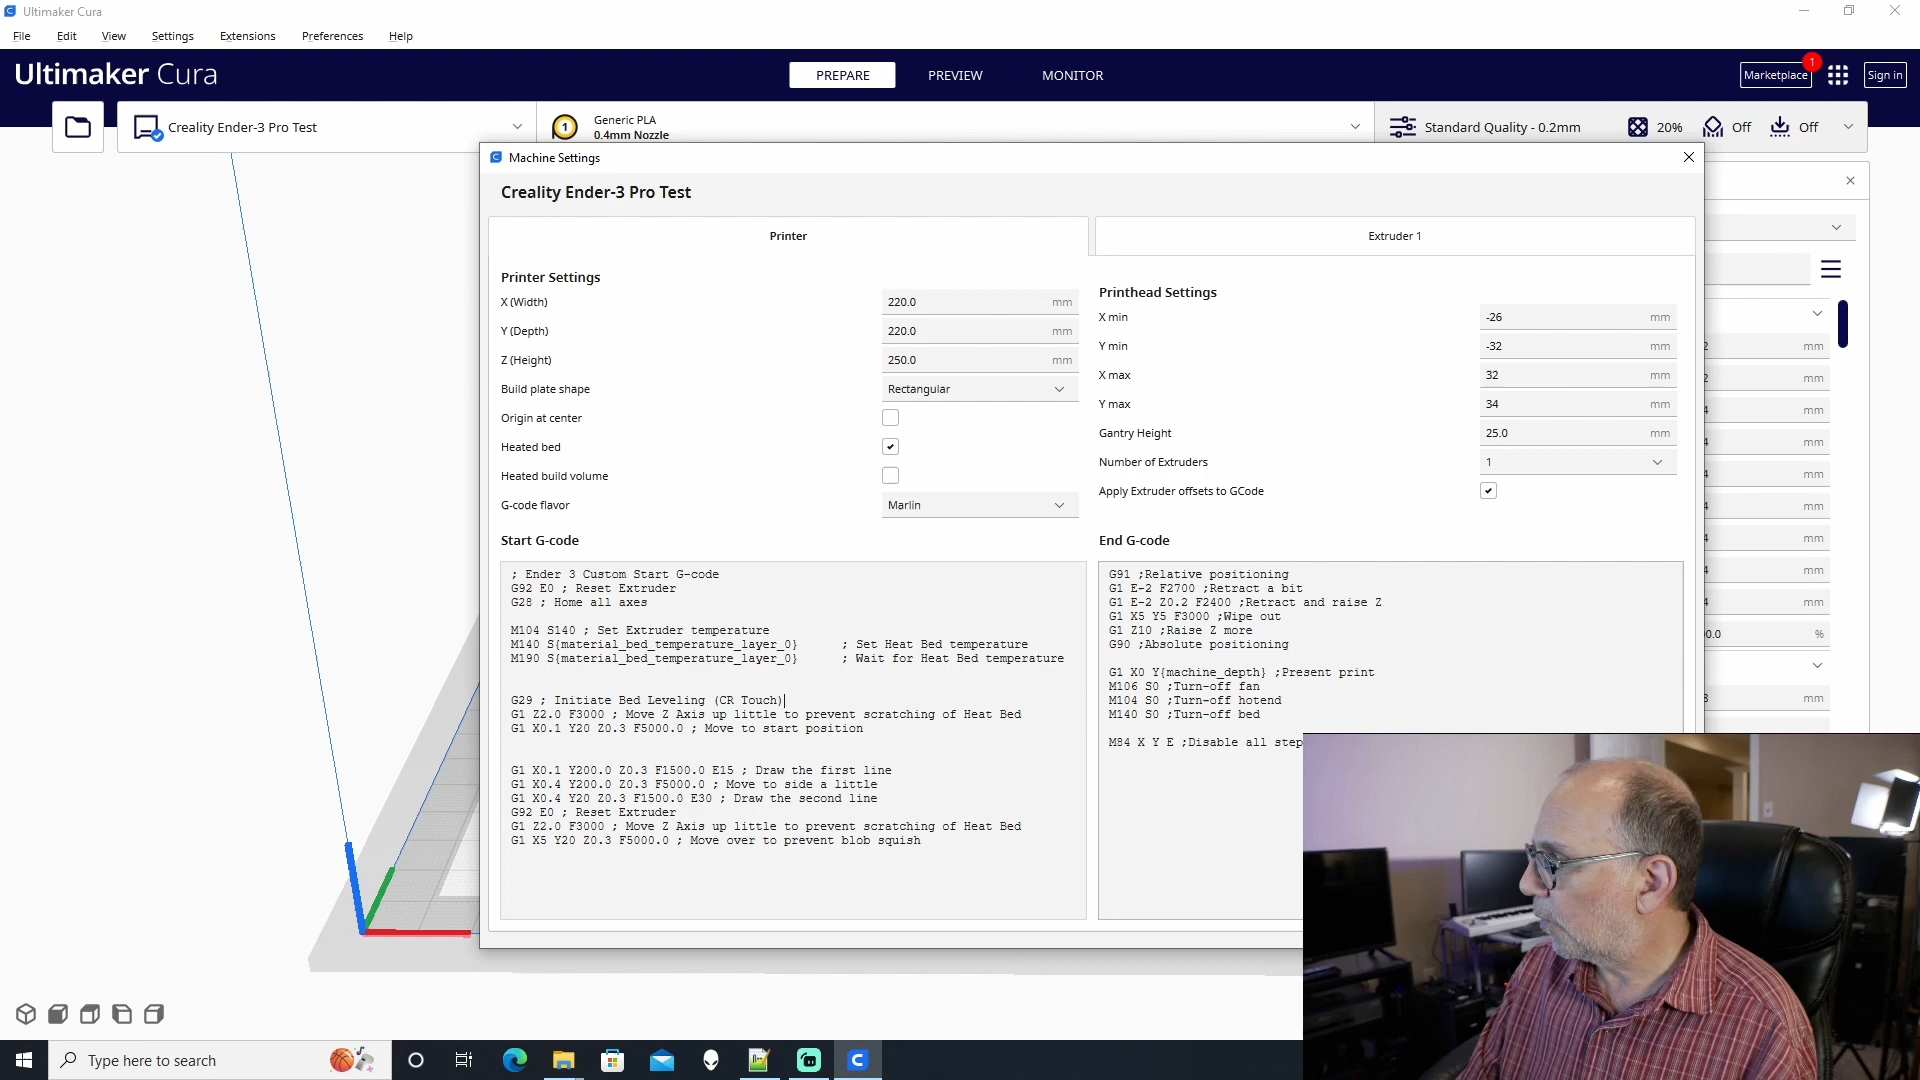 Ultimaker Cura
File Edit View Settings Extensions Preferences Help
Ultimaker Cura
PREPARE PREVIEW MONITOR
Marketplace 1 Sign in
Creality Ender-3 Pro Test
1 Generic PLA
0.4mm Nozzle
Standard Quality - 0.2mm 20% Off Off
Machine Settings
Creality Ender-3 Pro Test
Printer Extruder 1
Printer Settings
X (Width) 220.0 mm
Y (Depth) 220.0 mm
Z (Height) 250.0 mm
Build plate shape Rectangular
Origin at center
Heated bed
Heated build volume
G-code flavor Marlin
Printhead Settings
X min -26 mm
Y min -32 mm
X max 32 mm
Y max 34 mm
Gantry Height 25.0 mm
Number of Extruders 1
Apply Extruder offsets to GCode
Start G-code
; Ender 3 Custom Start G-code
G92 E0 ; Reset Extruder
G28 ; Home all axes
M104 S140 ; Set Extruder temperature
M140 S{material_bed_temperature_layer_0} ; Set Heat Bed temperature
M190 S{material_bed_temperature_layer_0} ; Wait for Heat Bed temperature
G29 ; Initiate Bed Leveling (CR Touch)
G1 Z2.0 F3000 ; Move Z Axis up little to prevent scratching of Heat Bed
G1 X0.1 Y20 Z0.3 F5000.0 ; Move to start position
G1 X0.1 Y200.0 Z0.3 F1500.0 E15 ; Draw the first line
G1 X0.4 Y200.0 Z0.3 F5000.0 ; Move to side a little
G1 X0.4 Y20 Z0.3 F1500.0 E30 ; Draw the second line
G92 E0 ; Reset Extruder
G1 Z2.0 F3000 ; Move Z Axis up little to prevent scratching of Heat Bed
G1 X5 Y20 Z0.3 F5000.0 ; Move over to prevent blob squish
End G-code
G91 ;Relative positioning
G1 E-2 F2700 ;Retract a bit
G1 E-2 Z0.2 F2400 ;Retract and raise Z
G1 X5 Y5 F3000 ;Wipe out
G1 Z10 ;Raise Z more
G90 ;Absolute positioning
G1 X0 Y{machine_depth} ;Present print
M106 S0 ;Turn-off fan
M104 S0 ;Turn-off hotend
M140 S0 ;Turn-off bed
M84 X Y E ;Disable all step
mm
mm
mm
mm
mm
mm
mm
mm
mm
%
mm
Type here to search